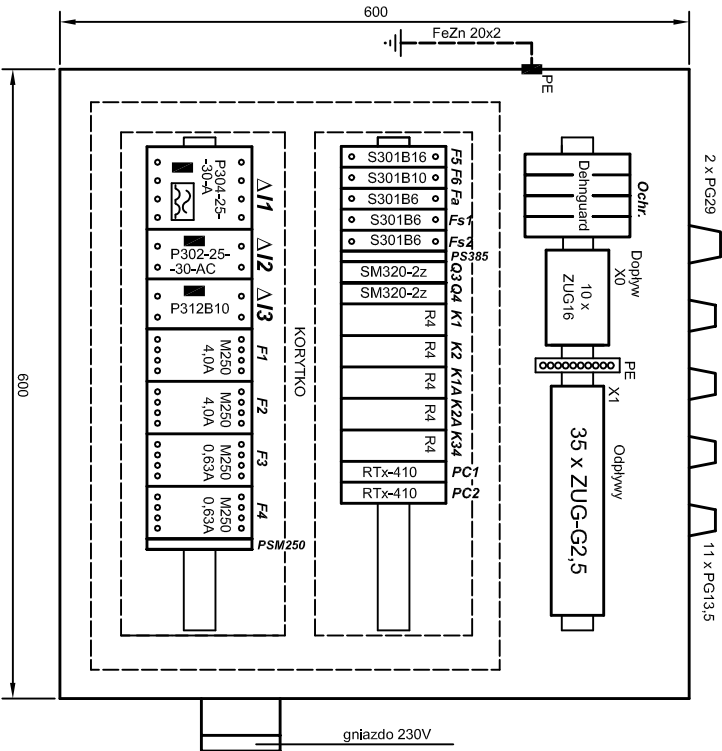 600
FeZn 20x2
PE
600
P304-25-
-30-A
ΔI1
P302-25-
-30-AC
ΔI2
P312B10
ΔI3
M250
4,0A
F1
M250
4,0A
F2
M250
0,63A
F3
M250
0,63A
F4
PSM250
KORYTKO
S301B16
F5
S301B10
F6
S301B6
Fa
S301B6
Fs1
S301B6
Fs2
PS385
SM320-2z
Q3
SM320-2z
Q4
R4
K1
R4
K2
R4
K1A
R4
K2A
R4
K34
RTx-410
PC1
RTx-410
PC2
Dehnguard
Ochr.
10 x
ZUG16
Dopływ
X0
PE
X1
35 x ZUG-G2,5
Odpływy
2 x PG29
11 x PG13,5
gniazdo 230V